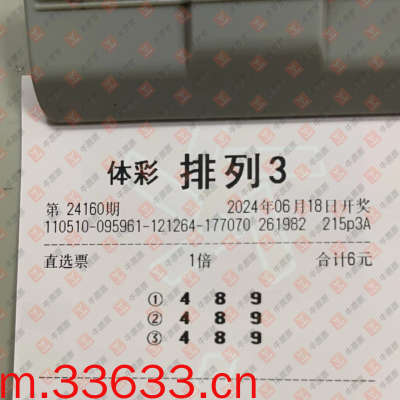 体彩 排列3
第 24160期 2024年06月18日开奖
110510-095961-121264-177070 261982 215p3A
直选票 1倍 合计6元
① 4 8 9
② 4 8 9
③ 4 8 9
m.33633.cn